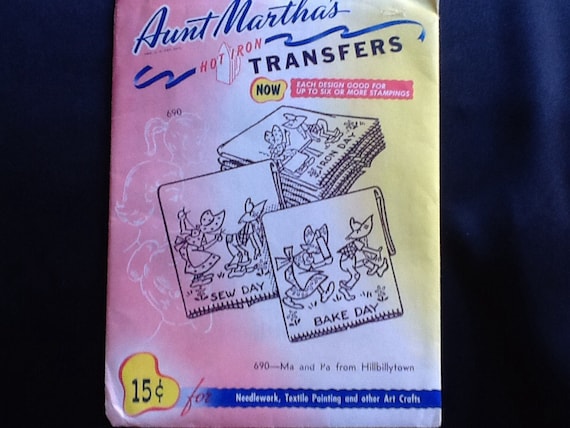 Aunt Martha's
HOT IRON
TRANSFERS
NOW
EACH DESIGN GOOD FOR
UP TO SIX OR MORE STAMPINGS
690
IRON DAY
SEW DAY
BAKE DAY
690—Ma and Pa from Hillbillytown
15¢
for
Needlework, Textile Painting and other Art Crafts